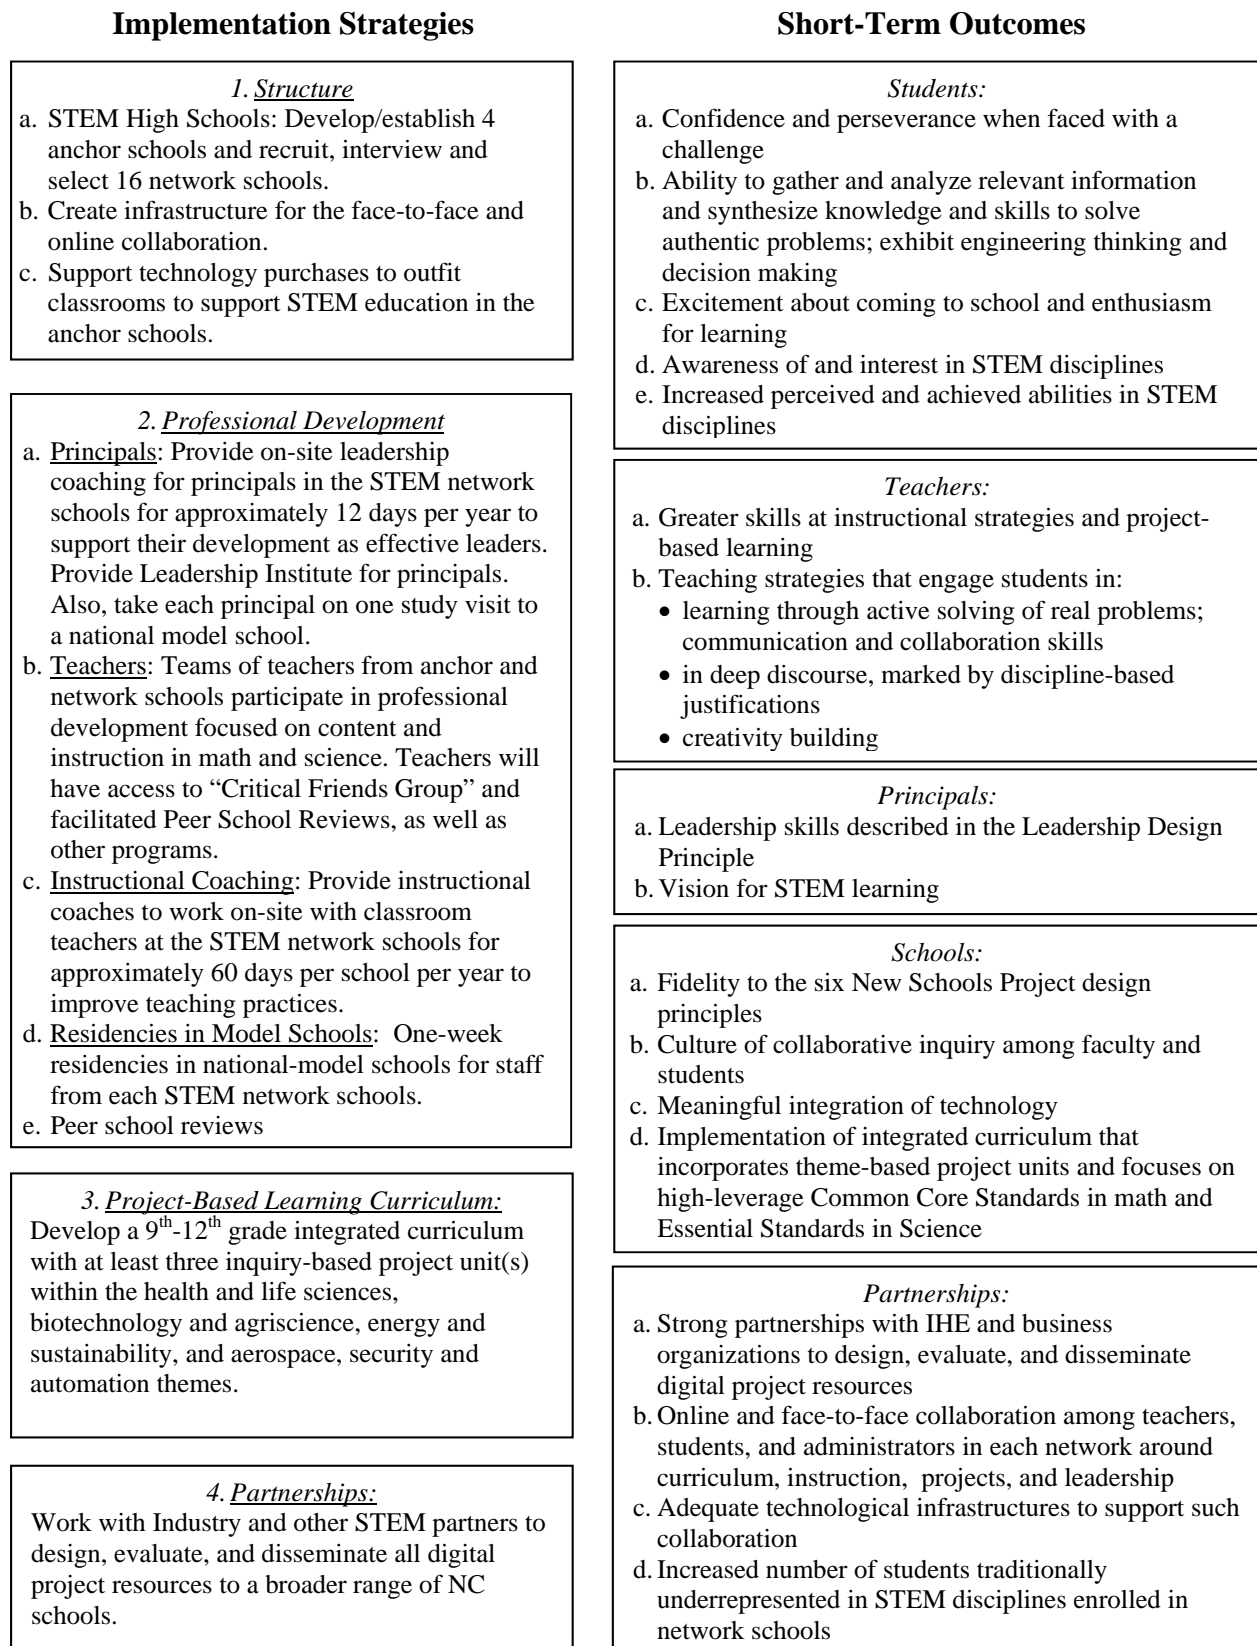 Implementation Strategies
1. Structure
a. STEM High Schools: Develop/establish 4
anchor schools and recruit, interview and
select 16 network schools.
b. Create infrastructure for the face-to-face and
online collaboration.
c. Support technology purchases to outfit
classrooms to support STEM education in the
anchor schools.
2. Professional Development
a. Principals: Provide on-site leadership
coaching for principals in the STEM network
schools for approximately 12 days per year to
support their development as effective leaders.
Provide Leadership Institute for principals.
Also, take each principal on one study visit to
a national model school.
b. Teachers: Teams of teachers from anchor and
network schools participate in professional
development focused on content and
instruction in math and science. Teachers will
have access to “Critical Friends Group” and
facilitated Peer School Reviews, as well as
other programs.
c. Instructional Coaching: Provide instructional
coaches to work on-site with classroom
teachers at the STEM network schools for
approximately 60 days per school per year to
improve teaching practices.
d. Residencies in Model Schools: One-week
residencies in national-model schools for staff
from each STEM network schools.
e. Peer school reviews
3. Project-Based Learning Curriculum:
Develop a 9th-12th grade integrated curriculum
with at least three inquiry-based project unit(s)
within the health and life sciences,
biotechnology and agriscience, energy and
sustainability, and aerospace, security and
automation themes.
4. Partnerships:
Work with Industry and other STEM partners to
design, evaluate, and disseminate all digital
project resources to a broader range of NC
schools.
Short-Term Outcomes
Students:
a. Confidence and perseverance when faced with a
challenge
b. Ability to gather and analyze relevant information
and synthesize knowledge and skills to solve
authentic problems; exhibit engineering thinking and
decision making
c. Excitement about coming to school and enthusiasm
for learning
d. Awareness of and interest in STEM disciplines
e. Increased perceived and achieved abilities in STEM
disciplines
Teachers:
a. Greater skills at instructional strategies and project-
based learning
b. Teaching strategies that engage students in:
• learning through active solving of real problems;
communication and collaboration skills
• in deep discourse, marked by discipline-based
justifications
• creativity building
Principals:
a. Leadership skills described in the Leadership Design
Principle
b. Vision for STEM learning
Schools:
a. Fidelity to the six New Schools Project design
principles
b. Culture of collaborative inquiry among faculty and
students
c. Meaningful integration of technology
d. Implementation of integrated curriculum that
incorporates theme-based project units and focuses on
high-leverage Common Core Standards in math and
Essential Standards in Science
Partnerships:
a. Strong partnerships with IHE and business
organizations to design, evaluate, and disseminate
digital project resources
b. Online and face-to-face collaboration among teachers,
students, and administrators in each network around
curriculum, instruction, projects, and leadership
c. Adequate technological infrastructures to support such
collaboration
d. Increased number of students traditionally
underrepresented in STEM disciplines enrolled in
network schools